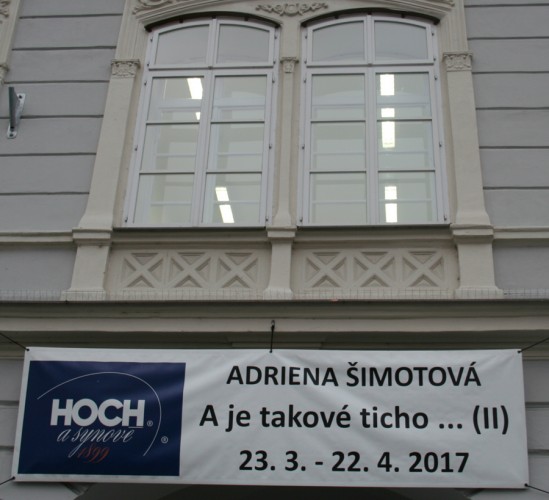 HOCH ®
a synové ®
1899
ADRIENA ŠIMOTOVÁ
A je takové ticho ... (II)
23. 3. - 22. 4. 2017